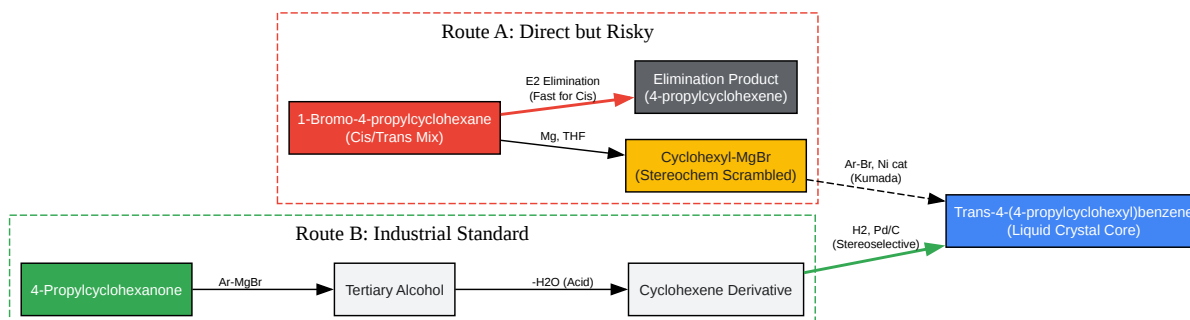 Route A: Direct but Risky
E2 Elimination
(Fast for Cis)
Elimination Product
(4-propylcyclohexene)
1-Bromo-4-propylcyclohexane
(Cis/Trans Mix)
Mg, THF
Cyclohexyl-MgBr
(Stereochem Scrambled)
Ar-Br, Ni cat
(Kumada)
Trans-4-(4-propylcyclohexyl)benzene
(Liquid Crystal Core)
Route B: Industrial Standard
H2, Pd/C
(Stereoselective)
4-Propylcyclohexanone
Ar-MgBr
Tertiary Alcohol
-H2O (Acid)
Cyclohexene Derivative